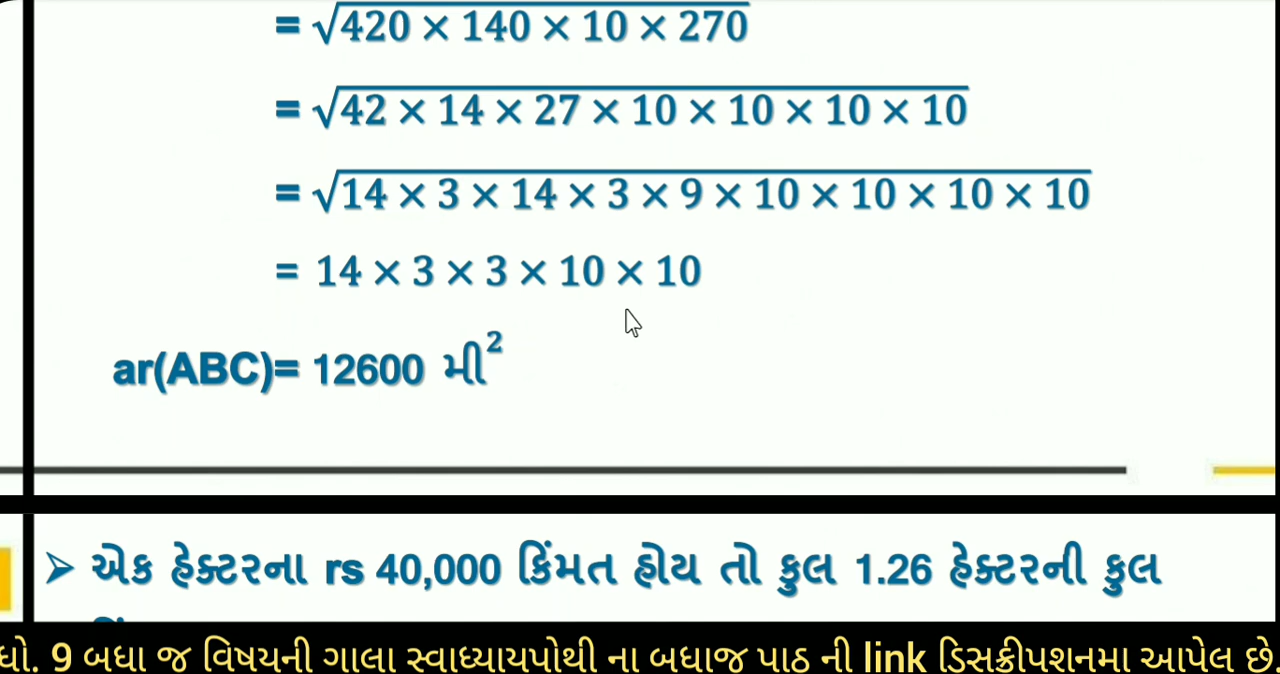 = √420 × 140 × 10 × 270
= √42 × 14 × 27 × 10 × 10 × 10 × 10
= √14 × 3 × 14 × 3 × 9 × 10 × 10 × 10 × 10
= 14 × 3 × 3 × 10 × 10
ar(ABC)= 12600 મી²
➢ એક હેક્ટરના rs 40,000 કિંમત હોય તો કુલ 1.26 હેક્ટરની કુલ
9 બધા જ વિષયની ગાલા સ્વાધ્યાયપોથી ના બધાજ પાઠ ની link ડિસક્રીપશનમા આપેલ છે.